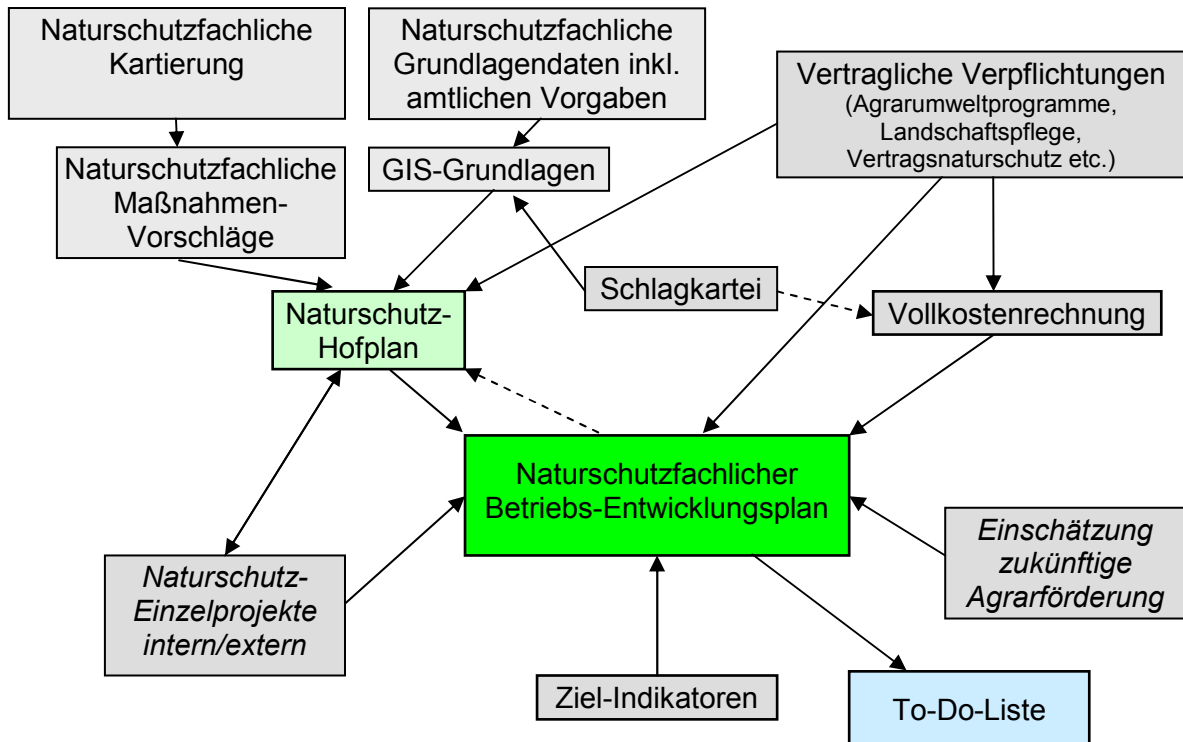 Naturschutzfachliche
Kartierung
Naturschutzfachliche
Grundlagendaten inkl.
amtlichen Vorgaben
Vertragliche Verpflichtungen
(Agrarumweltprogramme,
Landschaftspflege,
Vertragsnaturschutz etc.)
Naturschutzfachliche
Maßnahmen-
Vorschläge
GIS-Grundlagen
Schlagkartei
Vollkostenrechnung
Naturschutz-
Hofplan
Naturschutzfachlicher
Betriebs-Entwicklungsplan
Naturschutz-
Einzelprojekte
intern/extern
Einschätzung
zukünftige
Agrarförderung
Ziel-Indikatoren
To-Do-Liste